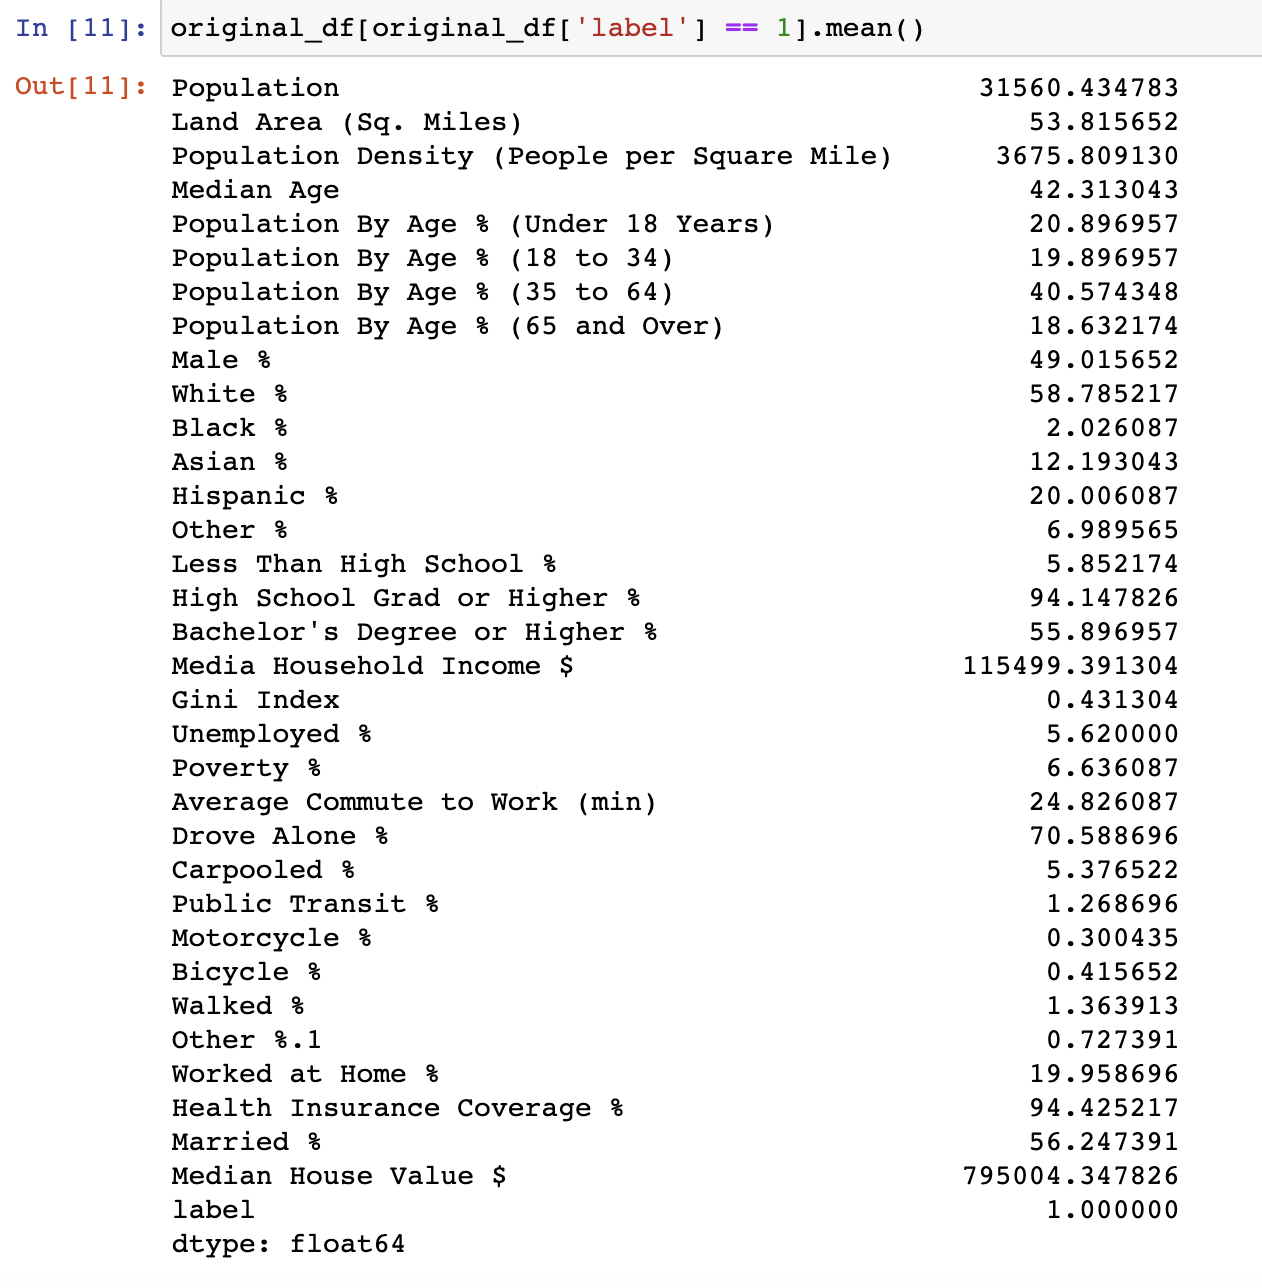 In [11]: original_df[original_df['label'] == 1].mean()
Out[11]: Population 31560.434783
Land Area (Sq. Miles) 53.815652
Population Density (People per Square Mile) 3675.809130
Median Age 42.313043
Population By Age % (Under 18 Years) 20.896957
Population By Age % (18 to 34) 19.896957
Population By Age % (35 to 64) 40.574348
Population By Age % (65 and Over) 18.632174
Male % 49.015652
White % 58.785217
Black % 2.026087
Asian % 12.193043
Hispanic % 20.006087
Other % 6.989565
Less Than High School % 5.852174
High School Grad or Higher % 94.147826
Bachelor's Degree or Higher % 55.896957
Media Household Income $ 115499.391304
Gini Index 0.431304
Unemployed % 5.620000
Poverty % 6.636087
Average Commute to Work (min) 24.826087
Drove Alone % 70.588696
Carpooled % 5.376522
Public Transit % 1.268696
Motorcycle % 0.300435
Bicycle % 0.415652
Walked % 1.363913
Other %.1 0.727391
Worked at Home % 19.958696
Health Insurance Coverage % 94.425217
Married % 56.247391
Median House Value $ 795004.347826
label 1.000000
dtype: float64